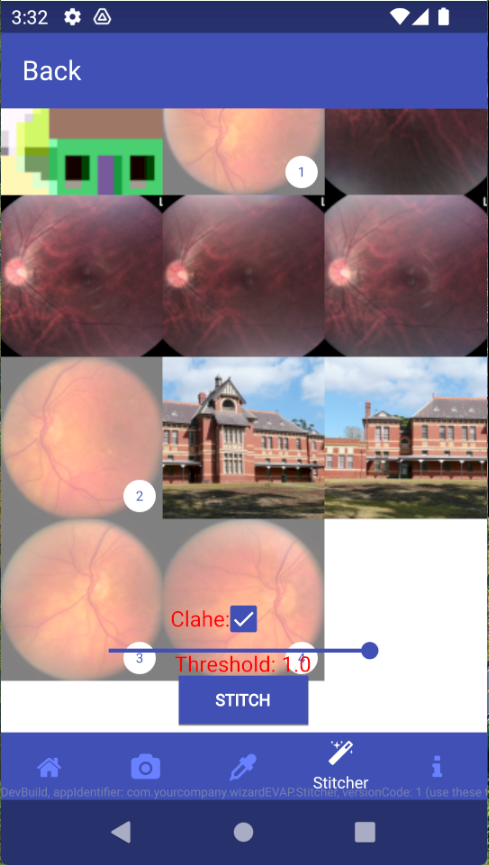 3:32
Back
1
2
Clahe:
3
4
Threshold: 1.0
STITCH
Stitcher
DevBuild, appIdentifier: com.yourcompany.wizardEVAP.Stitcher, versionCode: 1 (use these